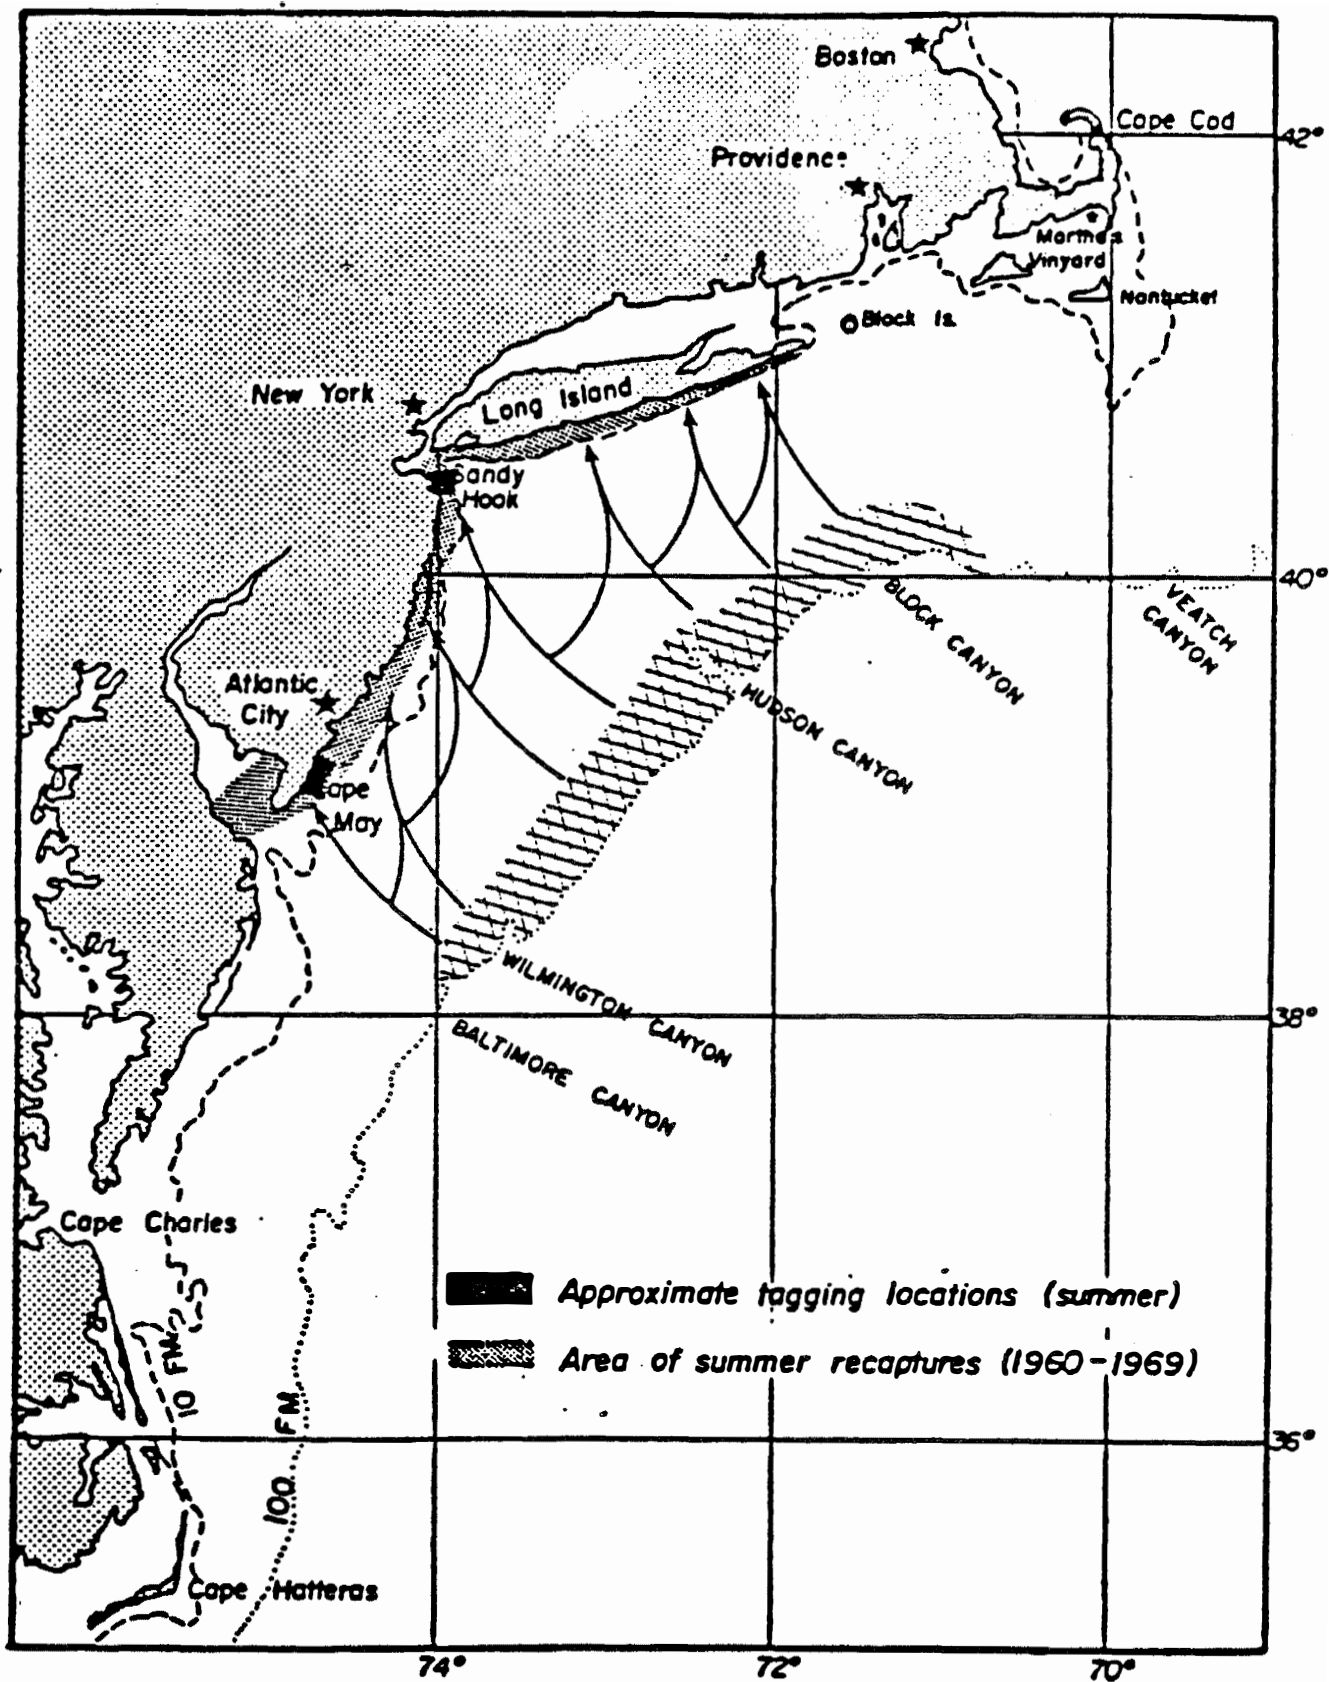 Boston
Cape Cod
42°
Providence
Martha's
Vinyard
Nantucket
Block Is.
New York
Long Island
Sandy
Hook
40°
BLOCK CANYON
VEATCH
CANYON
Atlantic
City
HUDSON CANYON
Cape
May
WILMINGTON CANYON
38°
BALTIMORE CANYON
Cape Charles
Approximate tagging locations (summer)
10 FM
Area of summer recaptures (1960-1969)
100 FM
36°
Cape Hatteras
74°
72°
70°